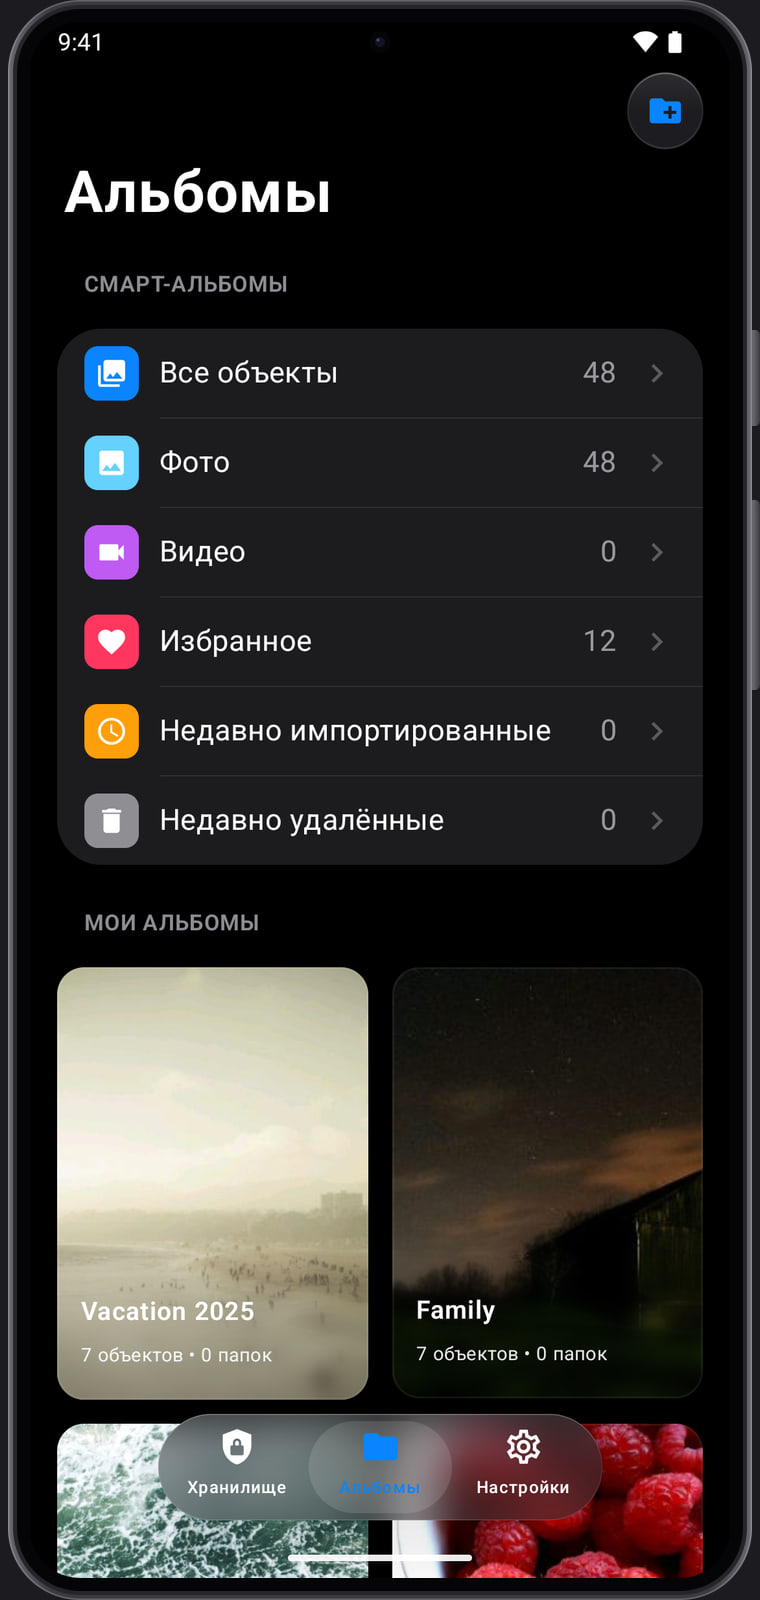 9:41
Альбомы
СМАРТ-АЛЬБОМЫ
Все объекты 48
Фото 48
Видео 0
Избранное 12
Недавно импортированные 0
Недавно удалённые 0
МОИ АЛЬБОМЫ
Vacation 2025
7 объектов • 0 папок
Family
7 объектов • 0 папок
Хранилище
Альбомы
Настройки